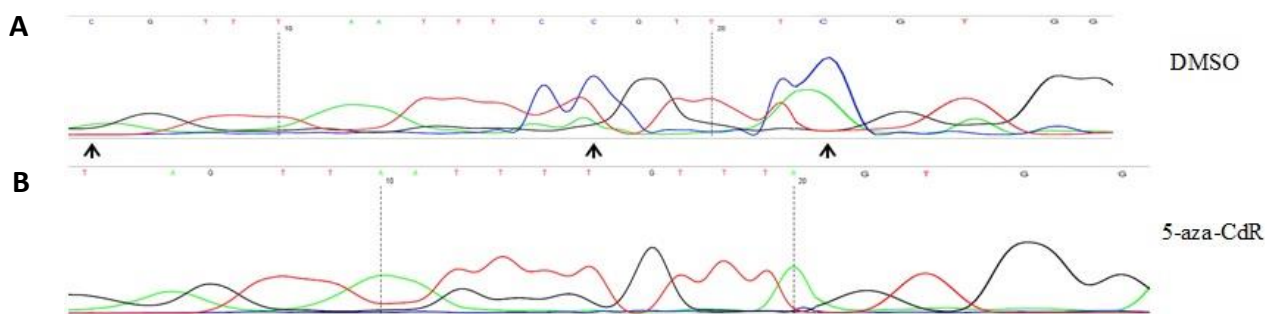 A
C G T T T A A T T T C C G T T T C G T G G
10 20
DMSO
B
T A G T T A A T T T T G T T T A G T G G
10 20
5-aza-CdR